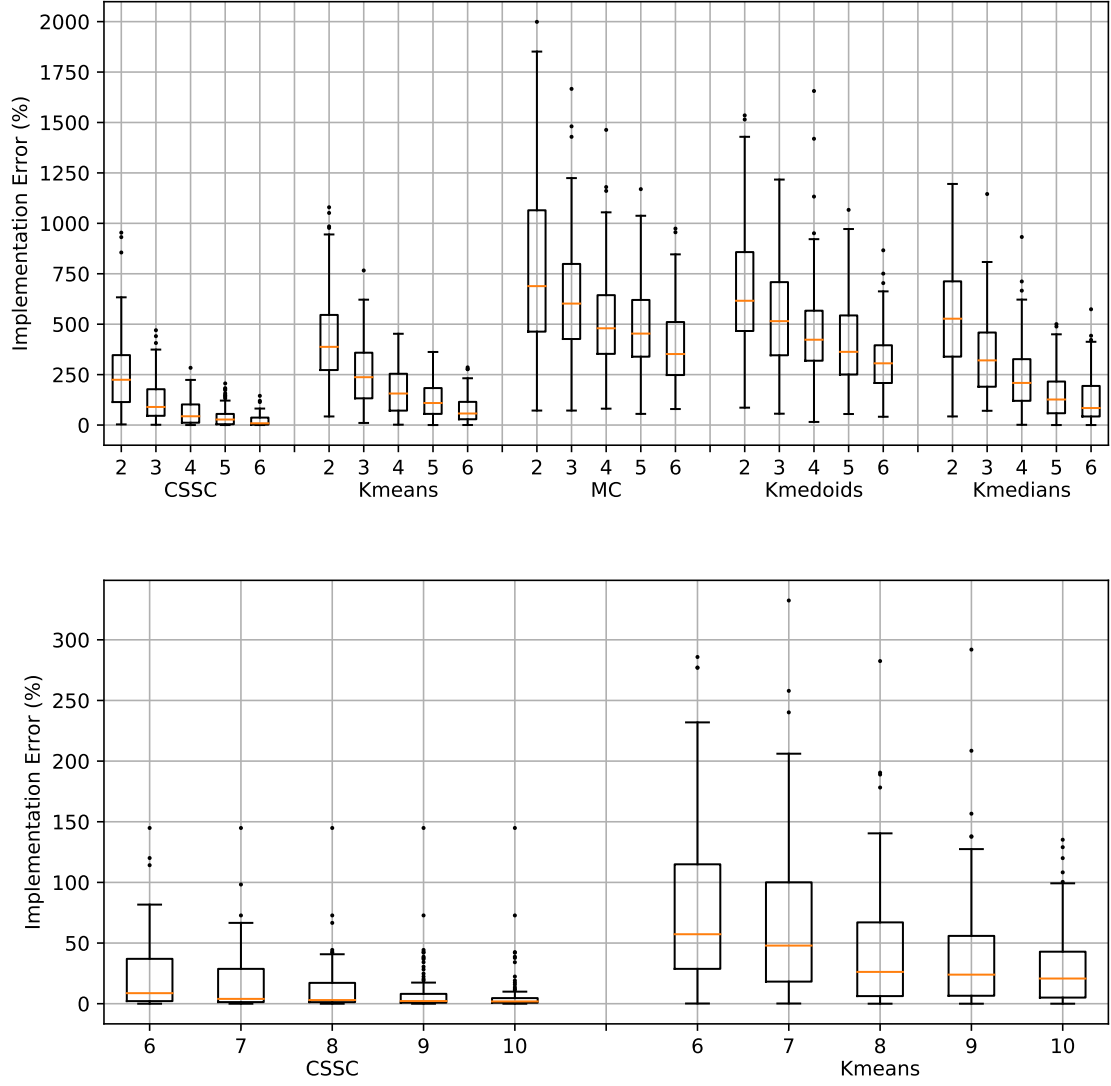 Implementation Error (%)
2000
1750
1500
1250
1000
750
500
250
0
2 3 4 5 6 2 3 4 5 6 2 3 4 5 6 2 3 4 5 6 2 3 4 5 6
CSSC Kmeans MC Kmedoids Kmedians
Implementation Error (%)
300
250
200
150
100
50
0
6 7 8 9 10 6 7 8 9 10
CSSC Kmeans